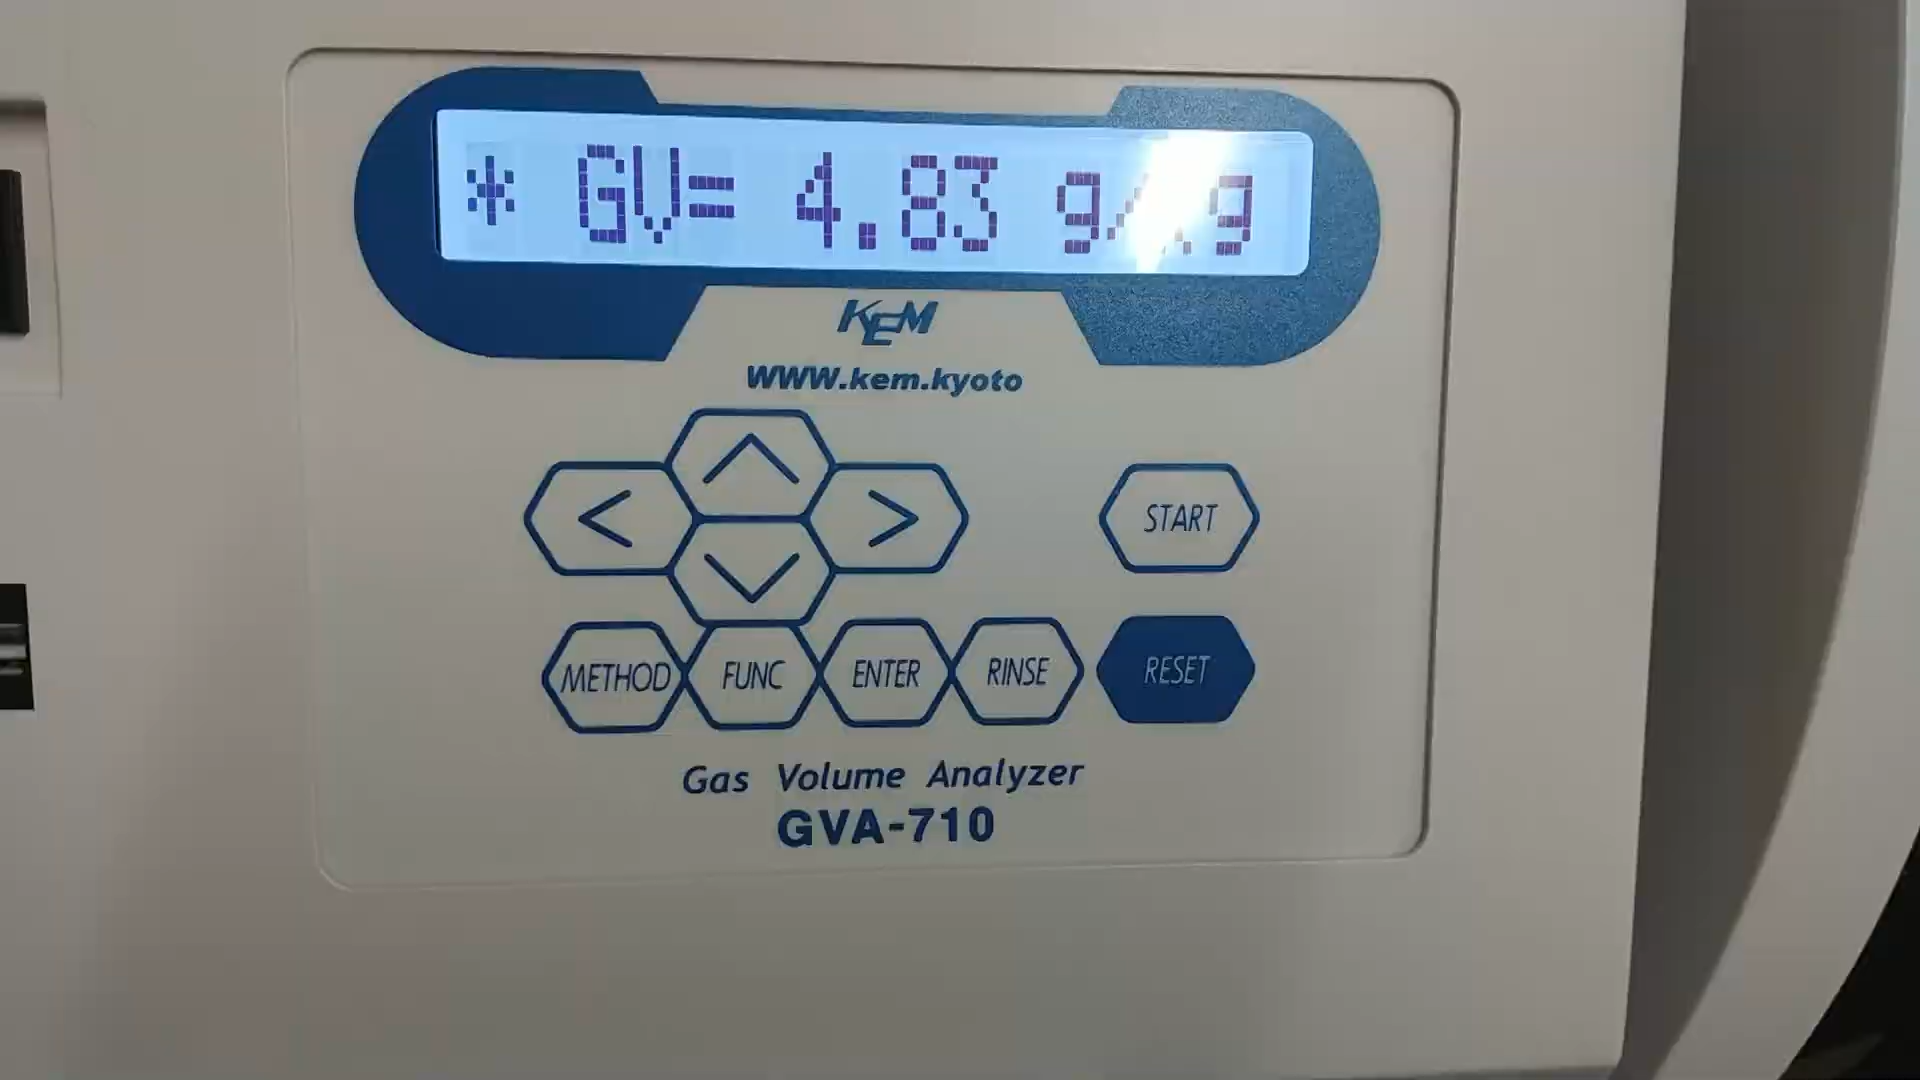 * GV= 4.83
KEM
www.kem.kyoto
START
METHOD FUNC ENTER RINSE RESET
Gas Volume Analyzer
GVA-710